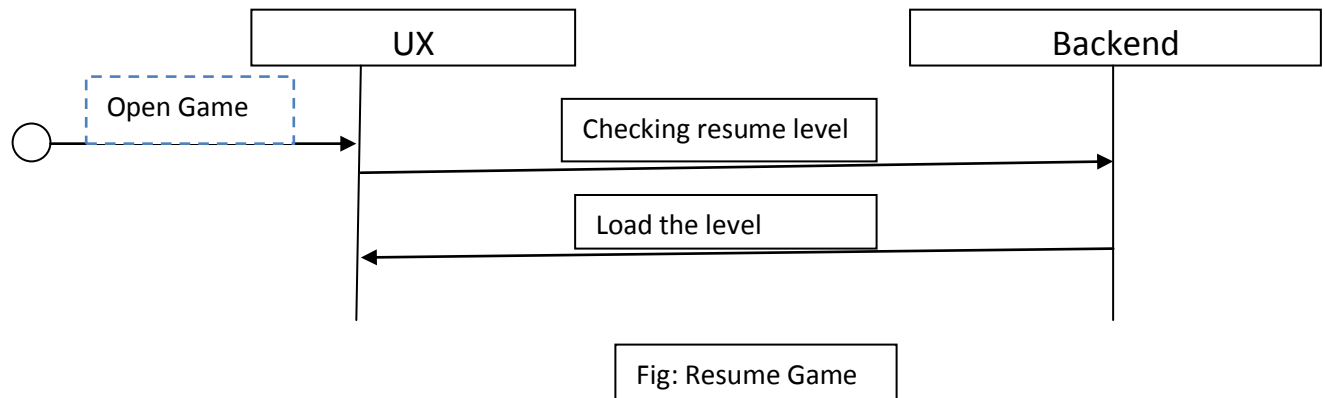 UX
Backend
Open Game
Checking resume level
Load the level
Fig: Resume Game